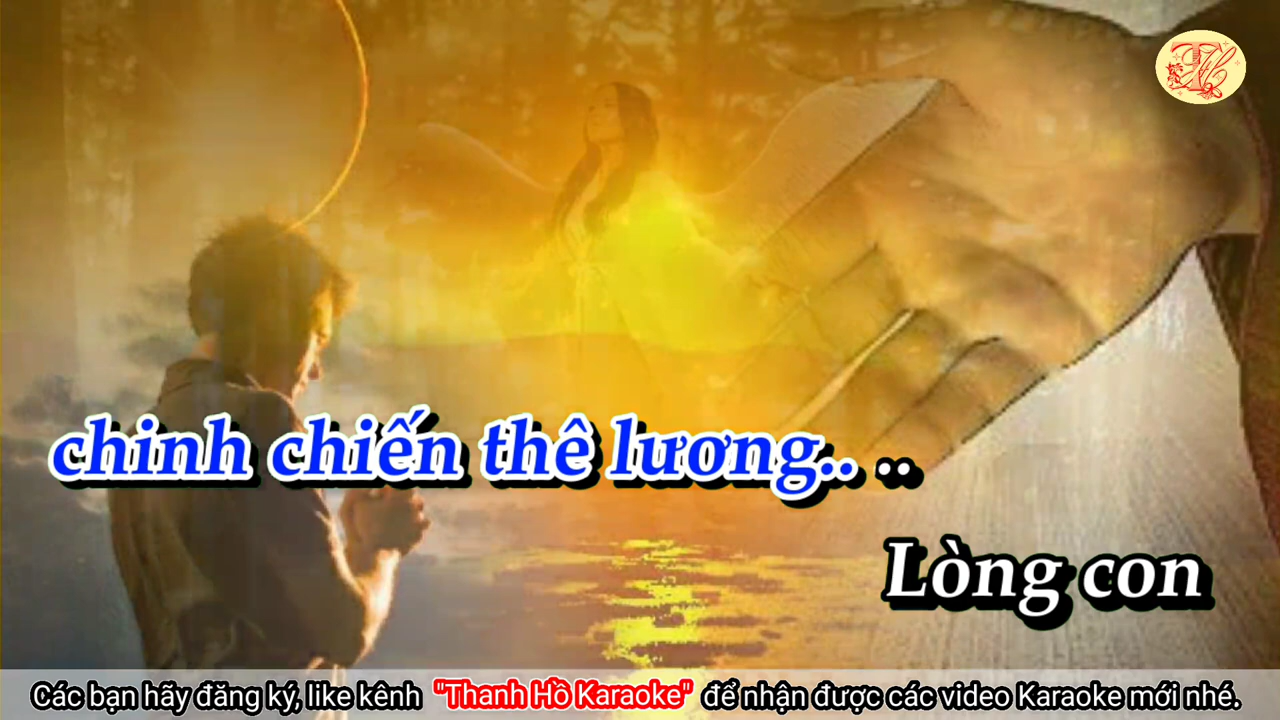 chinh chiến thê lương.. ..
Lòng con
Các bạn hãy đăng ký, like kênh "Thanh Hồ Karaoke" để nhận được các video Karaoke mới nhé.